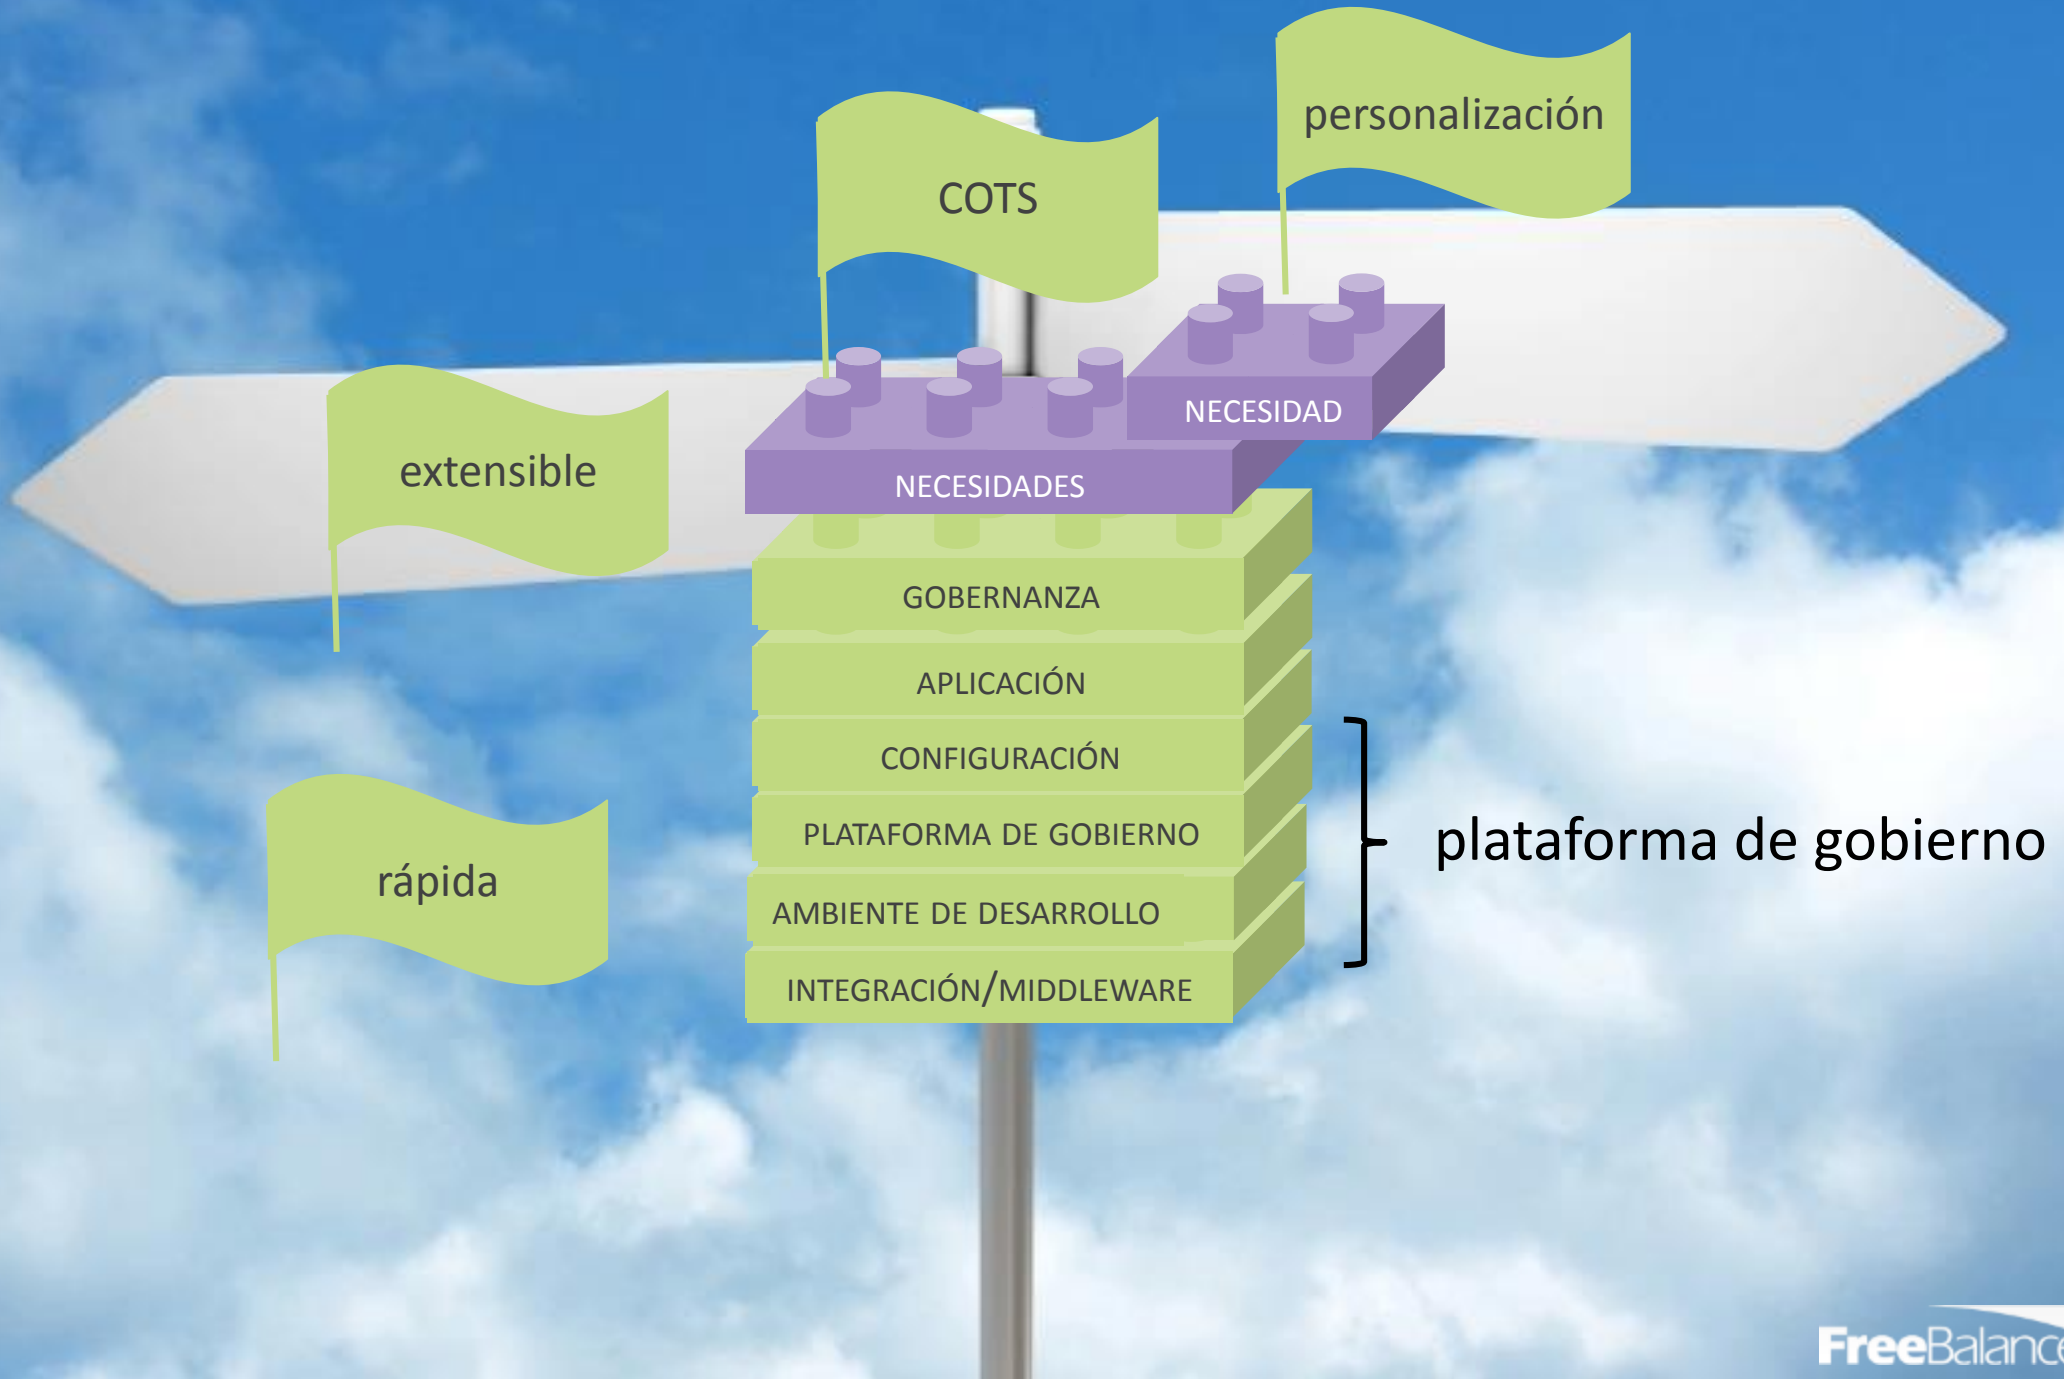 personalización
COTS
NECESIDAD
extensible
NECESIDADES
GOBERNANZA
APLICACIÓN
CONFIGURACIÓN
PLATAFORMA DE GOBIERNO
plataforma de gobierno
rápida
AMBIENTE DE DESARROLLO
INTEGRACIÓN/MIDDLEWARE
FreeBalance